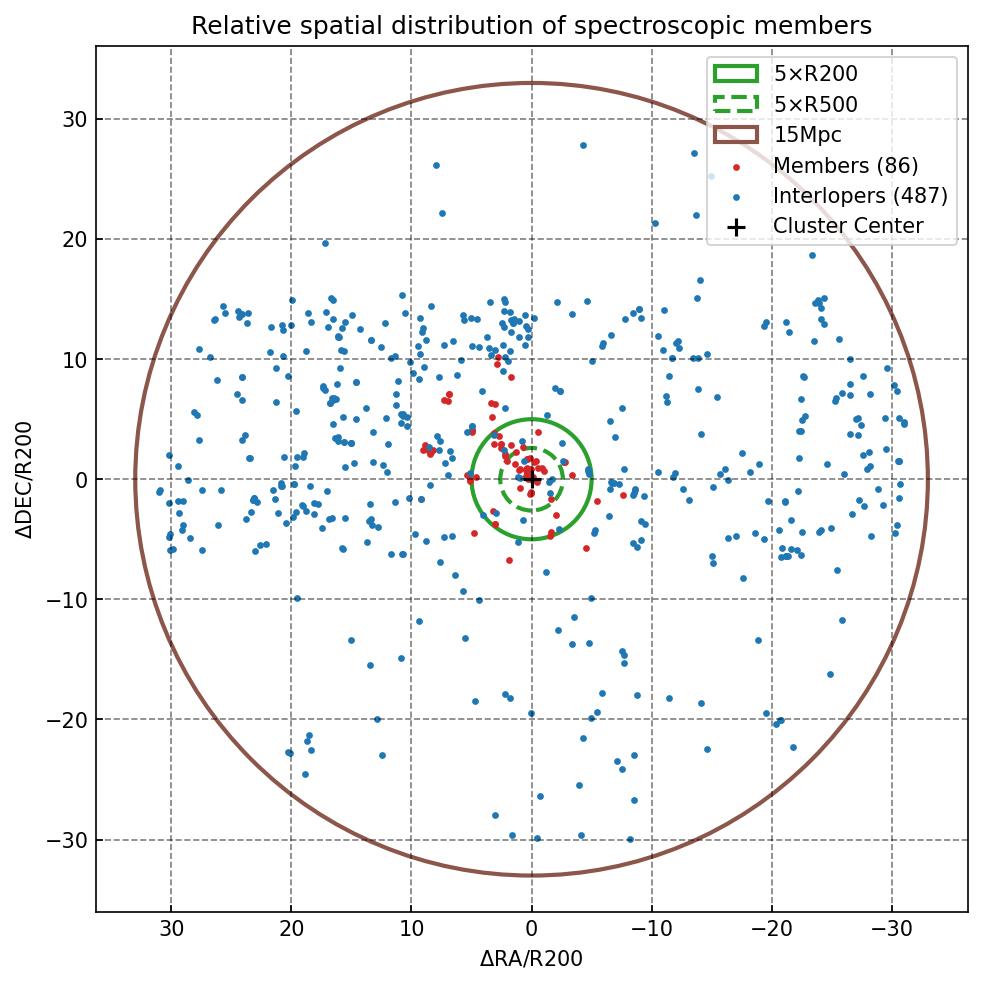 Relative spatial distribution of spectroscopic members
5×R200
5×R500
15Mpc
Members (86)
Interlopers (487)
Cluster Center
30
20
10
0
−10
−20
−30
ΔDEC/R200
30
20
10
0
−10
−20
−30
ΔRA/R200